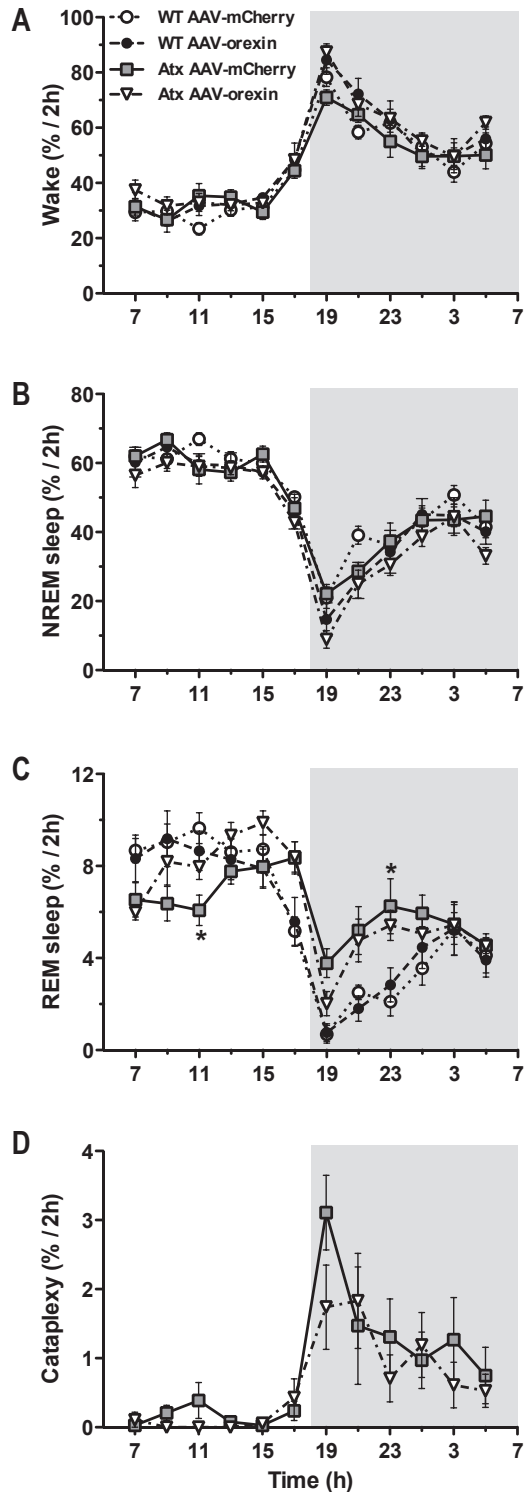 A
WT AAV-mCherry
WT AAV-orexin
Atx AAV-mCherry
Atx AAV-orexin
Wake (% / 2h)
100
80
60
40
20
0
7 11 15 19 23 3 7
B
NREM sleep (% / 2h)
80
60
40
20
0
7 11 15 19 23 3 7
C
REM sleep (% / 2h)
12
8
4
0
*
*
7 11 15 19 23 3 7
D
Cataplexy (% / 2h)
4
3
2
1
0
7 11 15 19 23 3 7
Time (h)